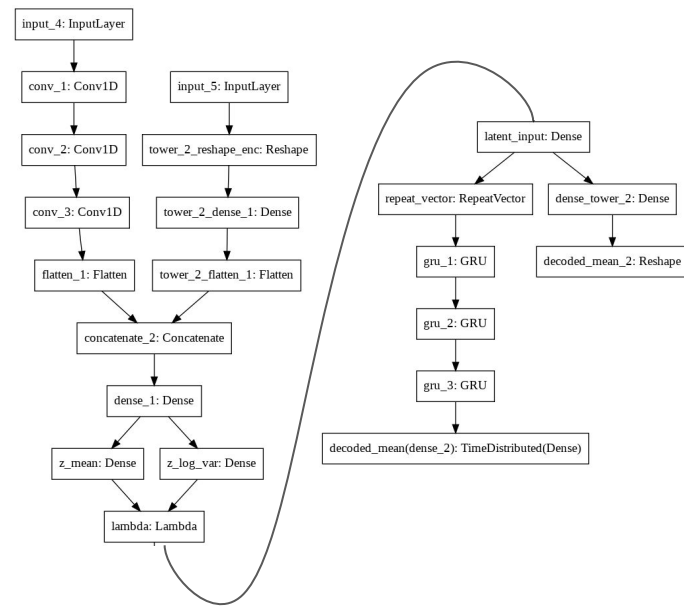 input_4: InputLayer
conv_1: Conv1D
input_5: InputLayer
conv_2: Conv1D
tower_2_reshape_enc: Reshape
conv_3: Conv1D
tower_2_dense_1: Dense
flatten_1: Flatten
tower_2_flatten_1: Flatten
concatenate_2: Concatenate
dense_1: Dense
z_mean: Dense
z_log_var: Dense
lambda: Lambda
latent_input: Dense
repeat_vector: RepeatVector
dense_tower_2: Dense
gru_1: GRU
decoded_mean_2: Reshape
gru_2: GRU
gru_3: GRU
decoded_mean(dense_2): TimeDistributed(Dense)